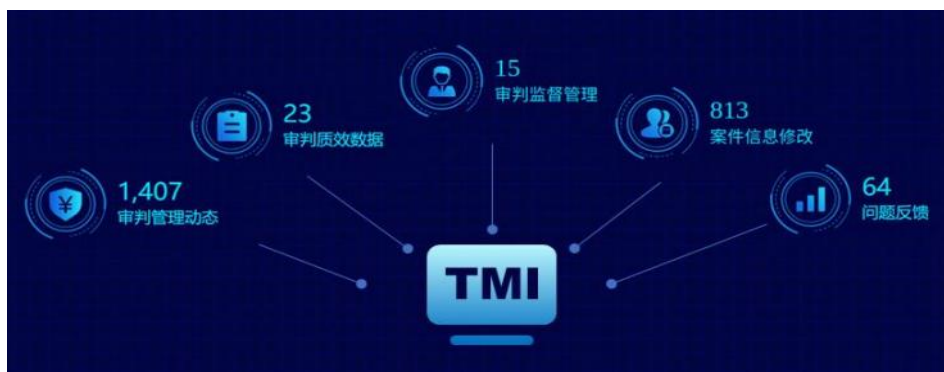 15
审判监督管理
23
审判质效数据
813
案件信息修改
1,407
审判管理动态
64
问题反馈
TMI